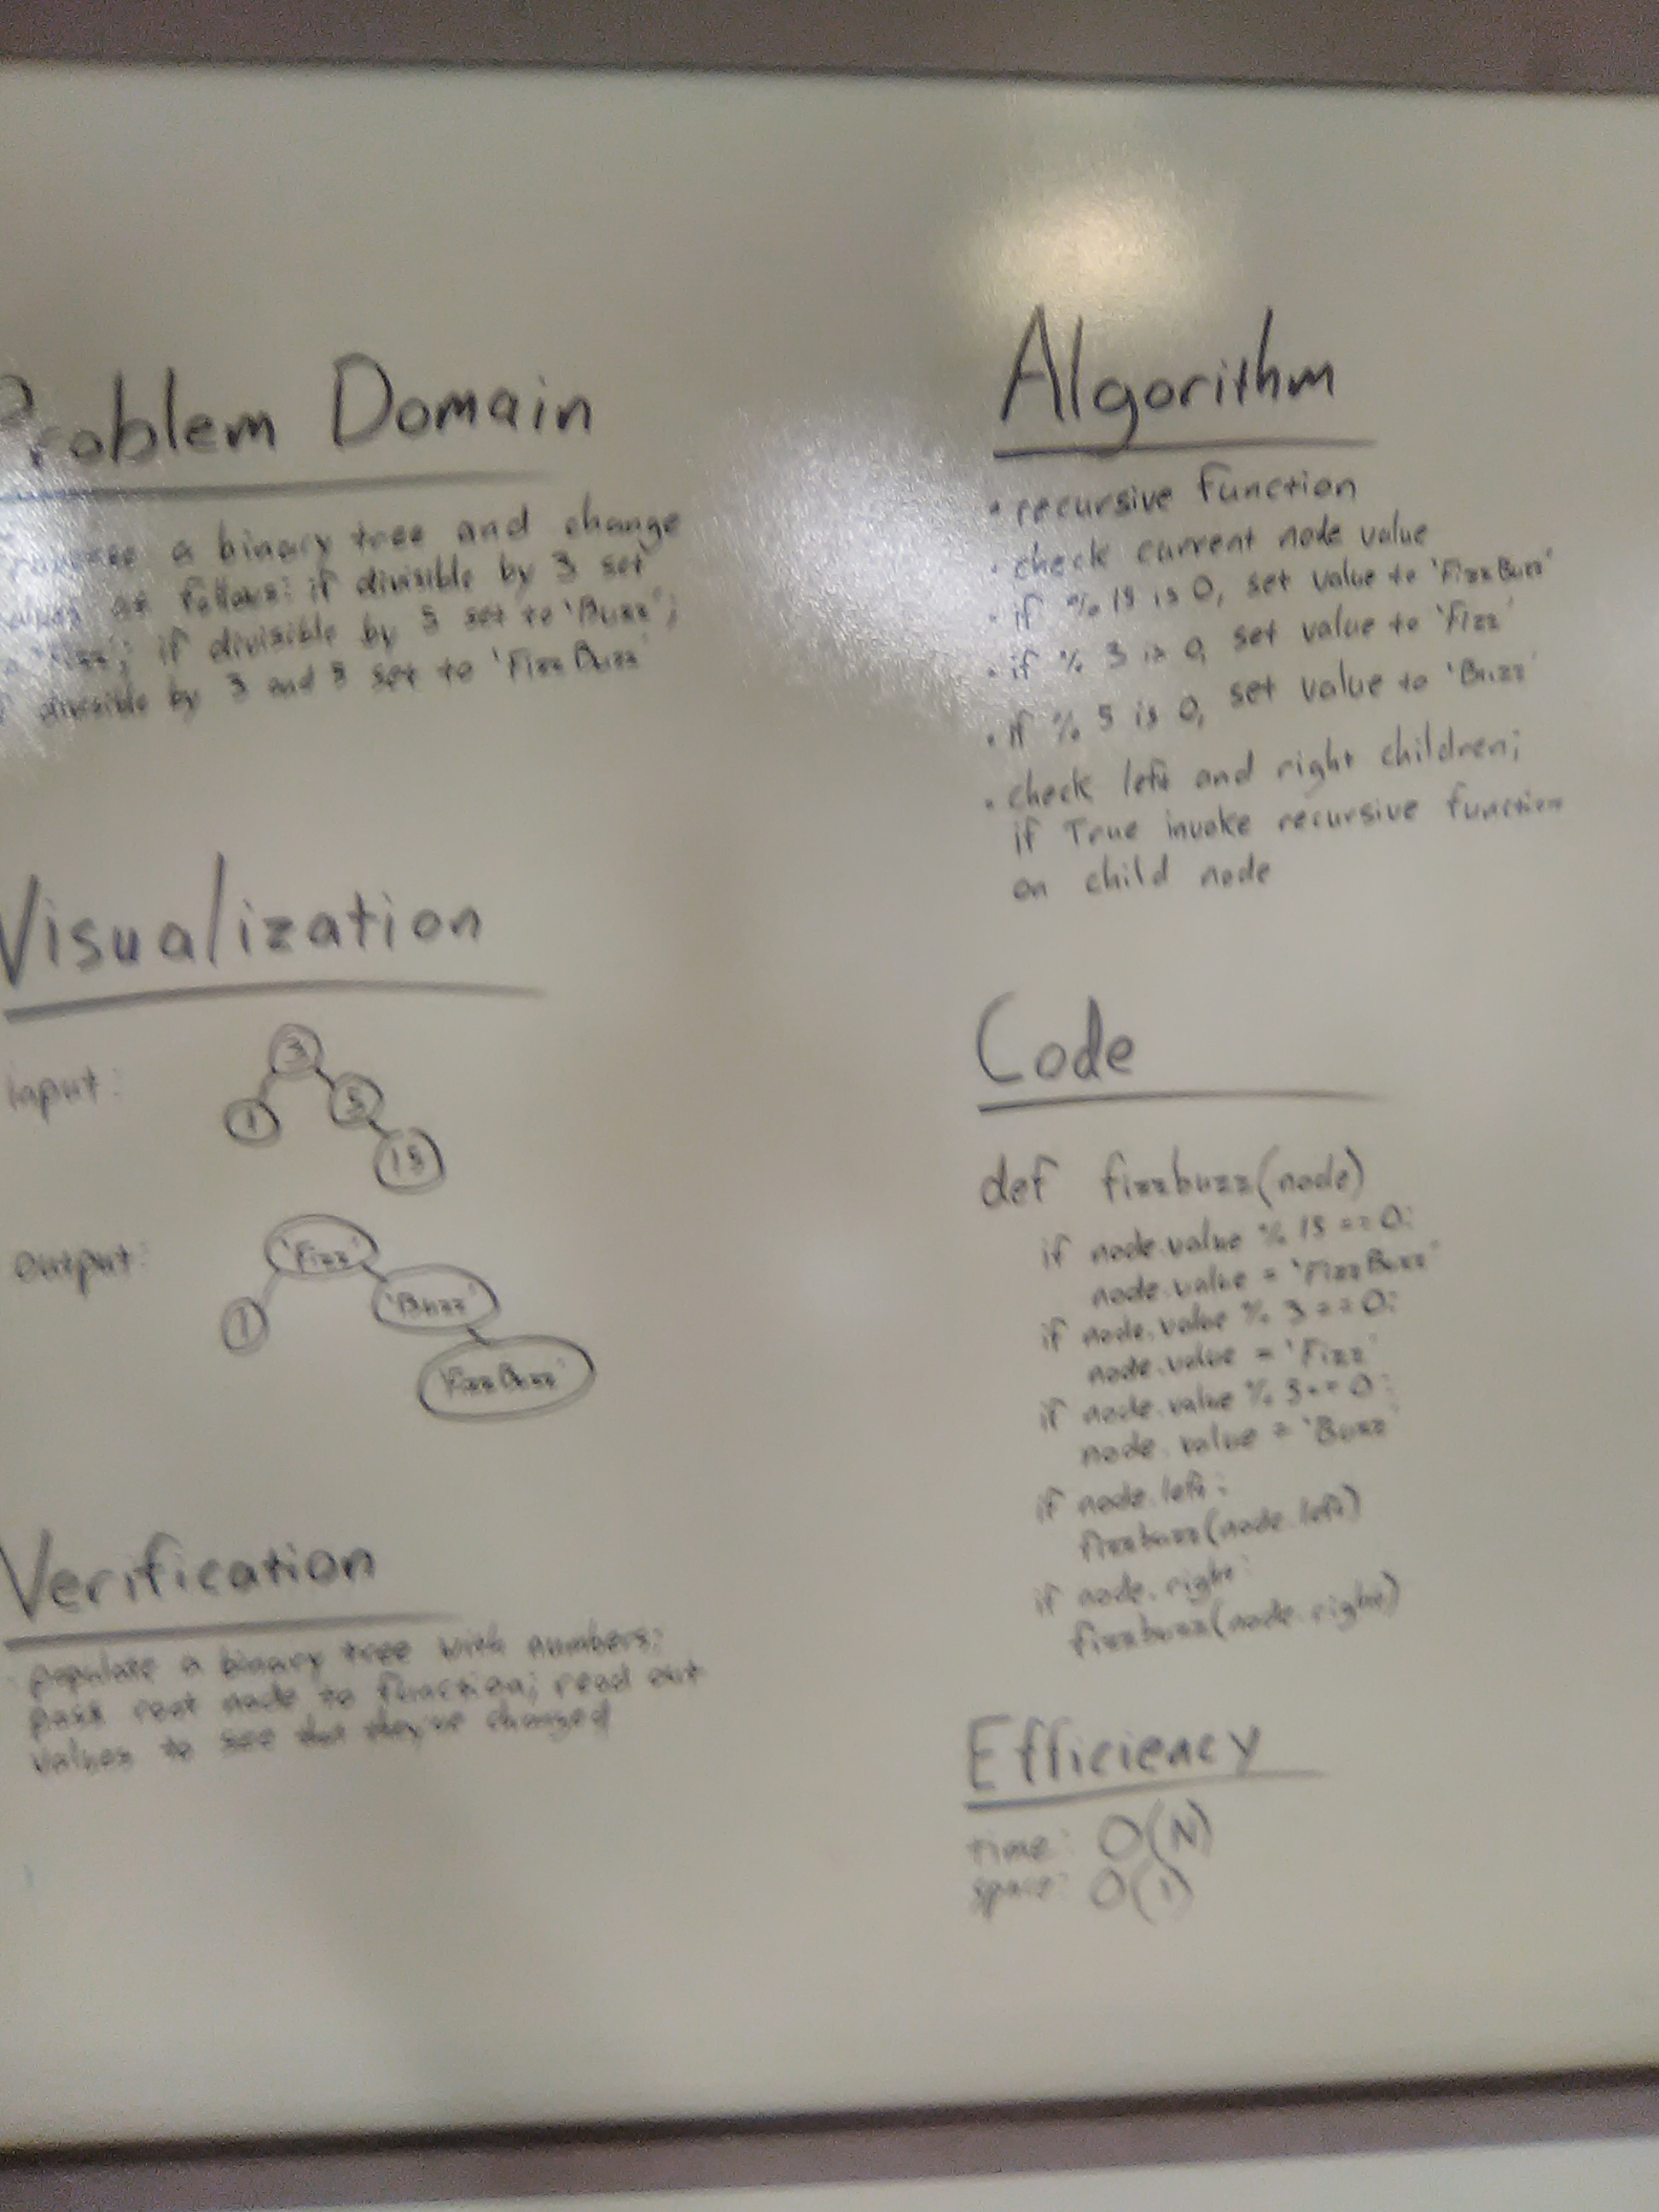 Problem Domain
a binary tree and change
values as follows: if divisible by 3 set
to 'Fizz'; if divisible by 5 set to 'Buzz';
if divisible by 3 and 5 set to 'FizzBuzz'
Visualization
input:
3
1
5
15
output:
'Fizz'
1
'Buzz'
'FizzBuzz'
Verification
populate a binary tree with numbers;
pass root node to function; read out
values to see that they've changed
Algorithm
• recursive function
• check current node value
• if % 15 is 0, set value to 'FizzBuzz'
• if % 3 is 0, set value to 'Fizz'
• if % 5 is 0, set value to 'Buzz'
• check left and right children;
if True invoke recursive function
on child node
Code
def fizzbuzz(node)
if node.value % 15 == 0:
node.value = 'FizzBuzz'
if node.value % 3 == 0:
node.value = 'Fizz'
if node.value % 3 == 0:
node.value = 'Buzz'
if node.left:
fizzbuzz(node.left)
if node.right:
fizzbuzz(node.right)
Efficiency
time: O(N)
space: O(1)